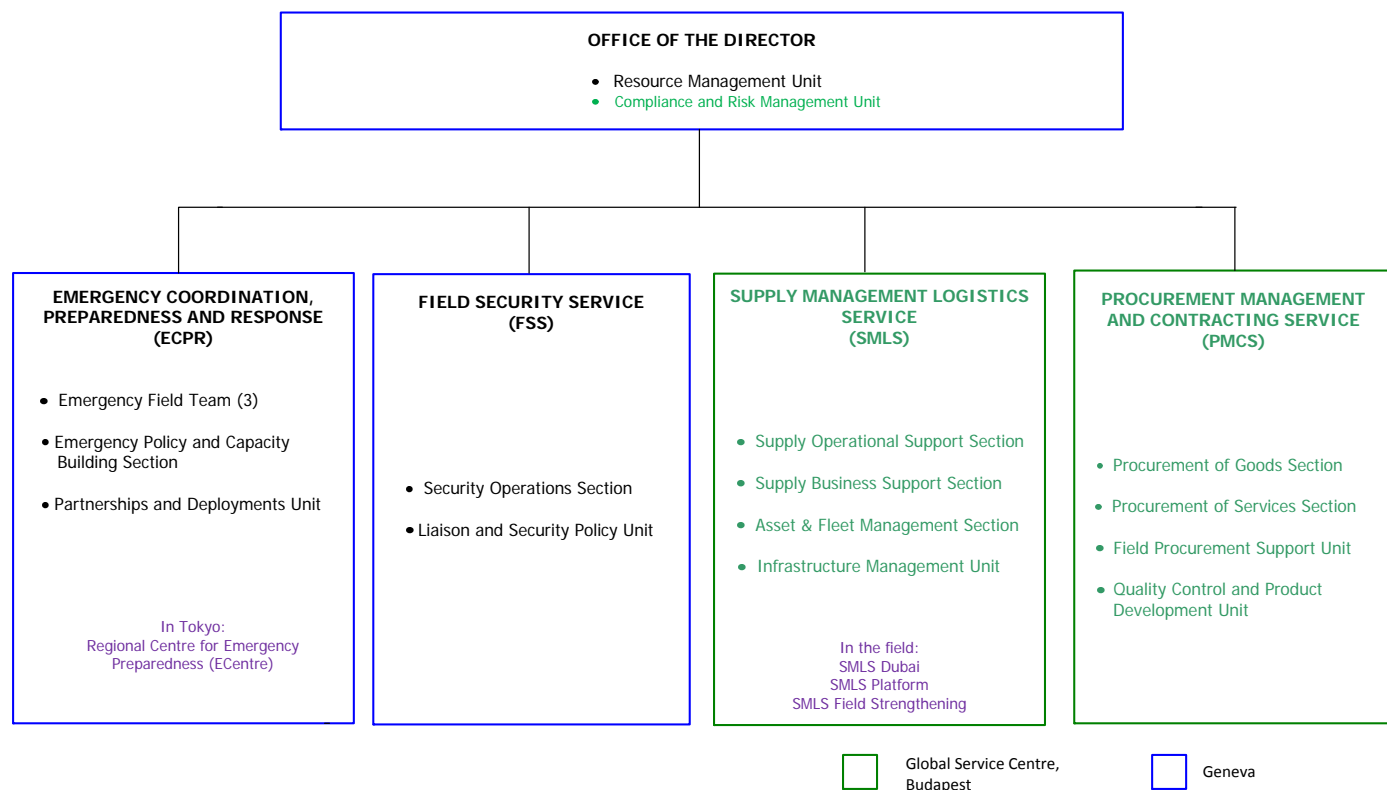 OFFICE OF THE DIRECTOR
• Resource Management Unit
• Compliance and Risk Management Unit
EMERGENCY COORDINATION,
PREPAREDNESS AND RESPONSE
(ECPR)
• Emergency Field Team (3)
• Emergency Policy and Capacity
Building Section
• Partnerships and Deployments Unit
In Tokyo:
Regional Centre for Emergency
Preparedness (ECentre)
FIELD SECURITY SERVICE
(FSS)
• Security Operations Section
• Liaison and Security Policy Unit
SUPPLY MANAGEMENT LOGISTICS
SERVICE
(SMLS)
• Supply Operational Support Section
• Supply Business Support Section
• Asset & Fleet Management Section
• Infrastructure Management Unit
In the field:
SMLS Dubai
SMLS Platform
SMLS Field Strengthening
PROCUREMENT MANAGEMENT
AND CONTRACTING SERVICE
(PMCS)
• Procurement of Goods Section
• Procurement of Services Section
• Field Procurement Support Unit
• Quality Control and Product
Development Unit
Global Service Centre,
Budapest
Geneva